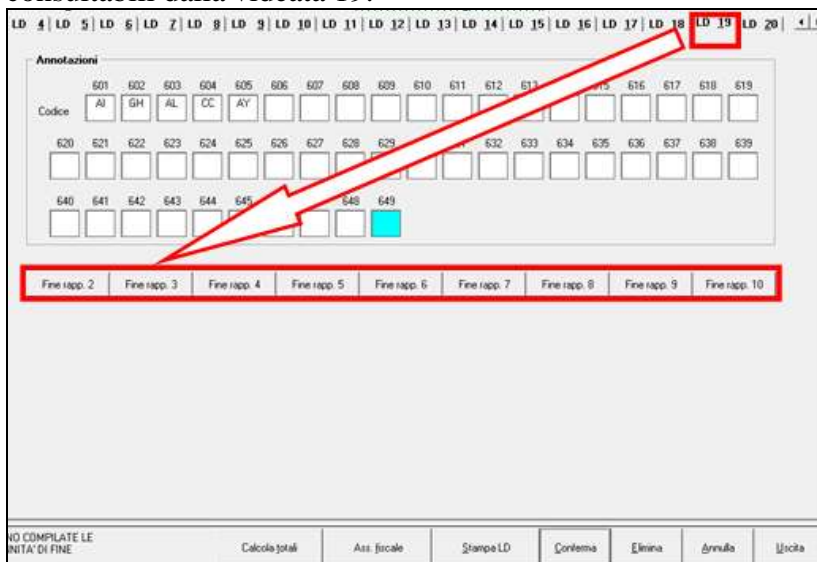 consultabili dalla videata 19.
LD 4 LD 5 LD 6 LD 7 LD 8 LD 9 LD 10 LD 11 LD 12 LD 13 LD 14 LD 15 LD 16 LD 17 LD 18 LD 19 LD 20
Annotazioni
601 602 603 604 605 606 607 608 609 610 611 612 615 616 617 618 619
Codice AI GH AL CC AY
620 621 622 623 624 625 626 627 628 629 632 633 634 635 636 637 638 639
640 641 642 643 644 645 648 649
Fine rapp. 2 Fine rapp. 3 Fine rapp. 4 Fine rapp. 5 Fine rapp. 6 Fine rapp. 7 Fine rapp. 8 Fine rapp. 9 Fine rapp. 10
NO COMPILATE LE
NITA' DI FINE
Calcola totali Ass. fiscale Stampa LD Conferma Elimina Annulla Uscita